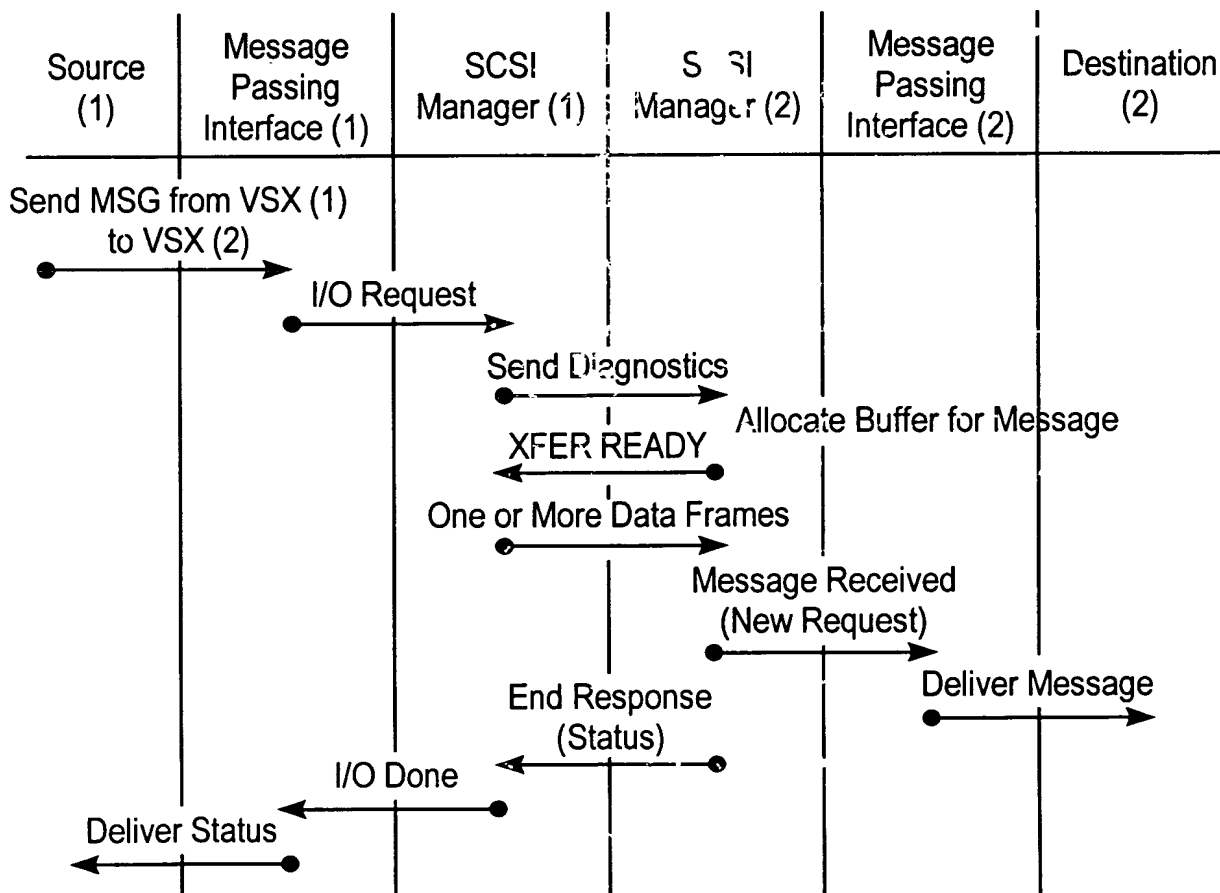 Source
(1)
Message
Passing
Interface (1)
SCSI
Manager (1)
S SI
Manager (2)
Message
Passing
Interface (2)
Destination
(2)
Send MSG from VSX (1)
to VSX (2)
I/O Request
Send Diagnostics
Allocate Buffer for Message
XFER READY
One or More Data Frames
Message Received
(New Request)
Deliver Message
End Response
(Status)
I/O Done
Deliver Status